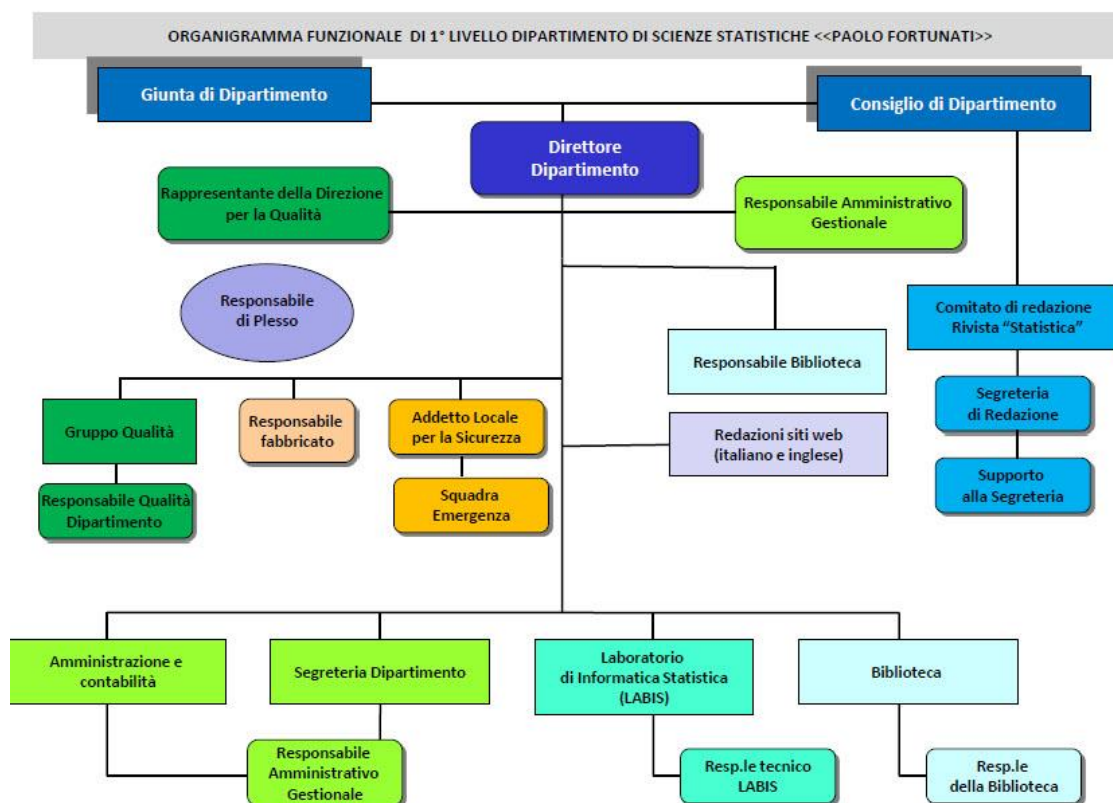 ORGANIGRAMMA FUNZIONALE DI 1° LIVELLO DIPARTIMENTO DI SCIENZE STATISTICHE <<PAOLO FORTUNATI>>
Giunta di Dipartimento
Consiglio di Dipartimento
Direttore
Dipartimento
Rappresentante della Direzione
per la Qualità
Responsabile Amministrativo
Gestionale
Responsabile
di Plesso
Comitato di redazione
Rivista “Statistica”
Responsabile Biblioteca
Segreteria
di Redazione
Gruppo Qualità
Responsabile
fabbricato
Addetto Locale
per la Sicurezza
Redazioni siti web
(italiano e inglese)
Supporto
alla Segreteria
Responsabile Qualità
Dipartimento
Squadra
Emergenza
Amministrazione e
contabilità
Segreteria Dipartimento
Laboratorio
di Informatica Statistica
(LABIS)
Biblioteca
Responsabile
Amministrativo
Gestionale
Resp.le tecnico
LABIS
Resp.le
della Biblioteca